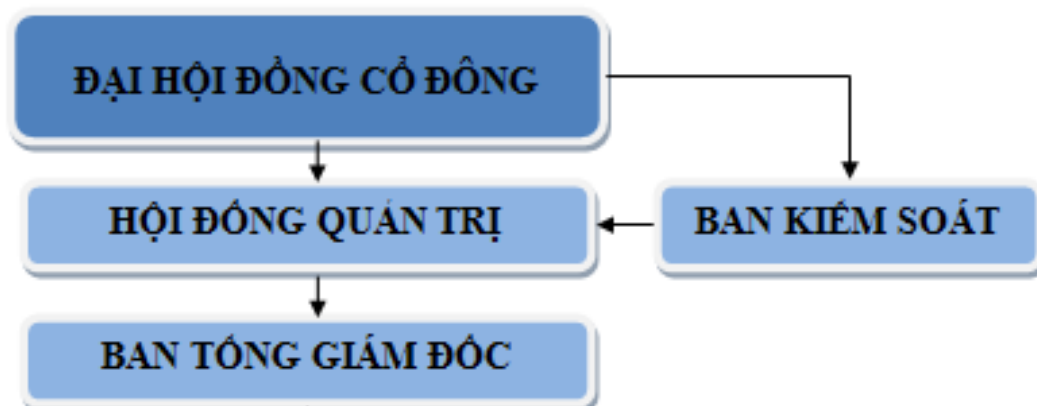 ĐẠI HỘI ĐỒNG CỔ ĐÔNG
HỘI ĐỒNG QUẢN TRỊ
BAN KIỂM SOÁT
BAN TỔNG GIÁM ĐỐC